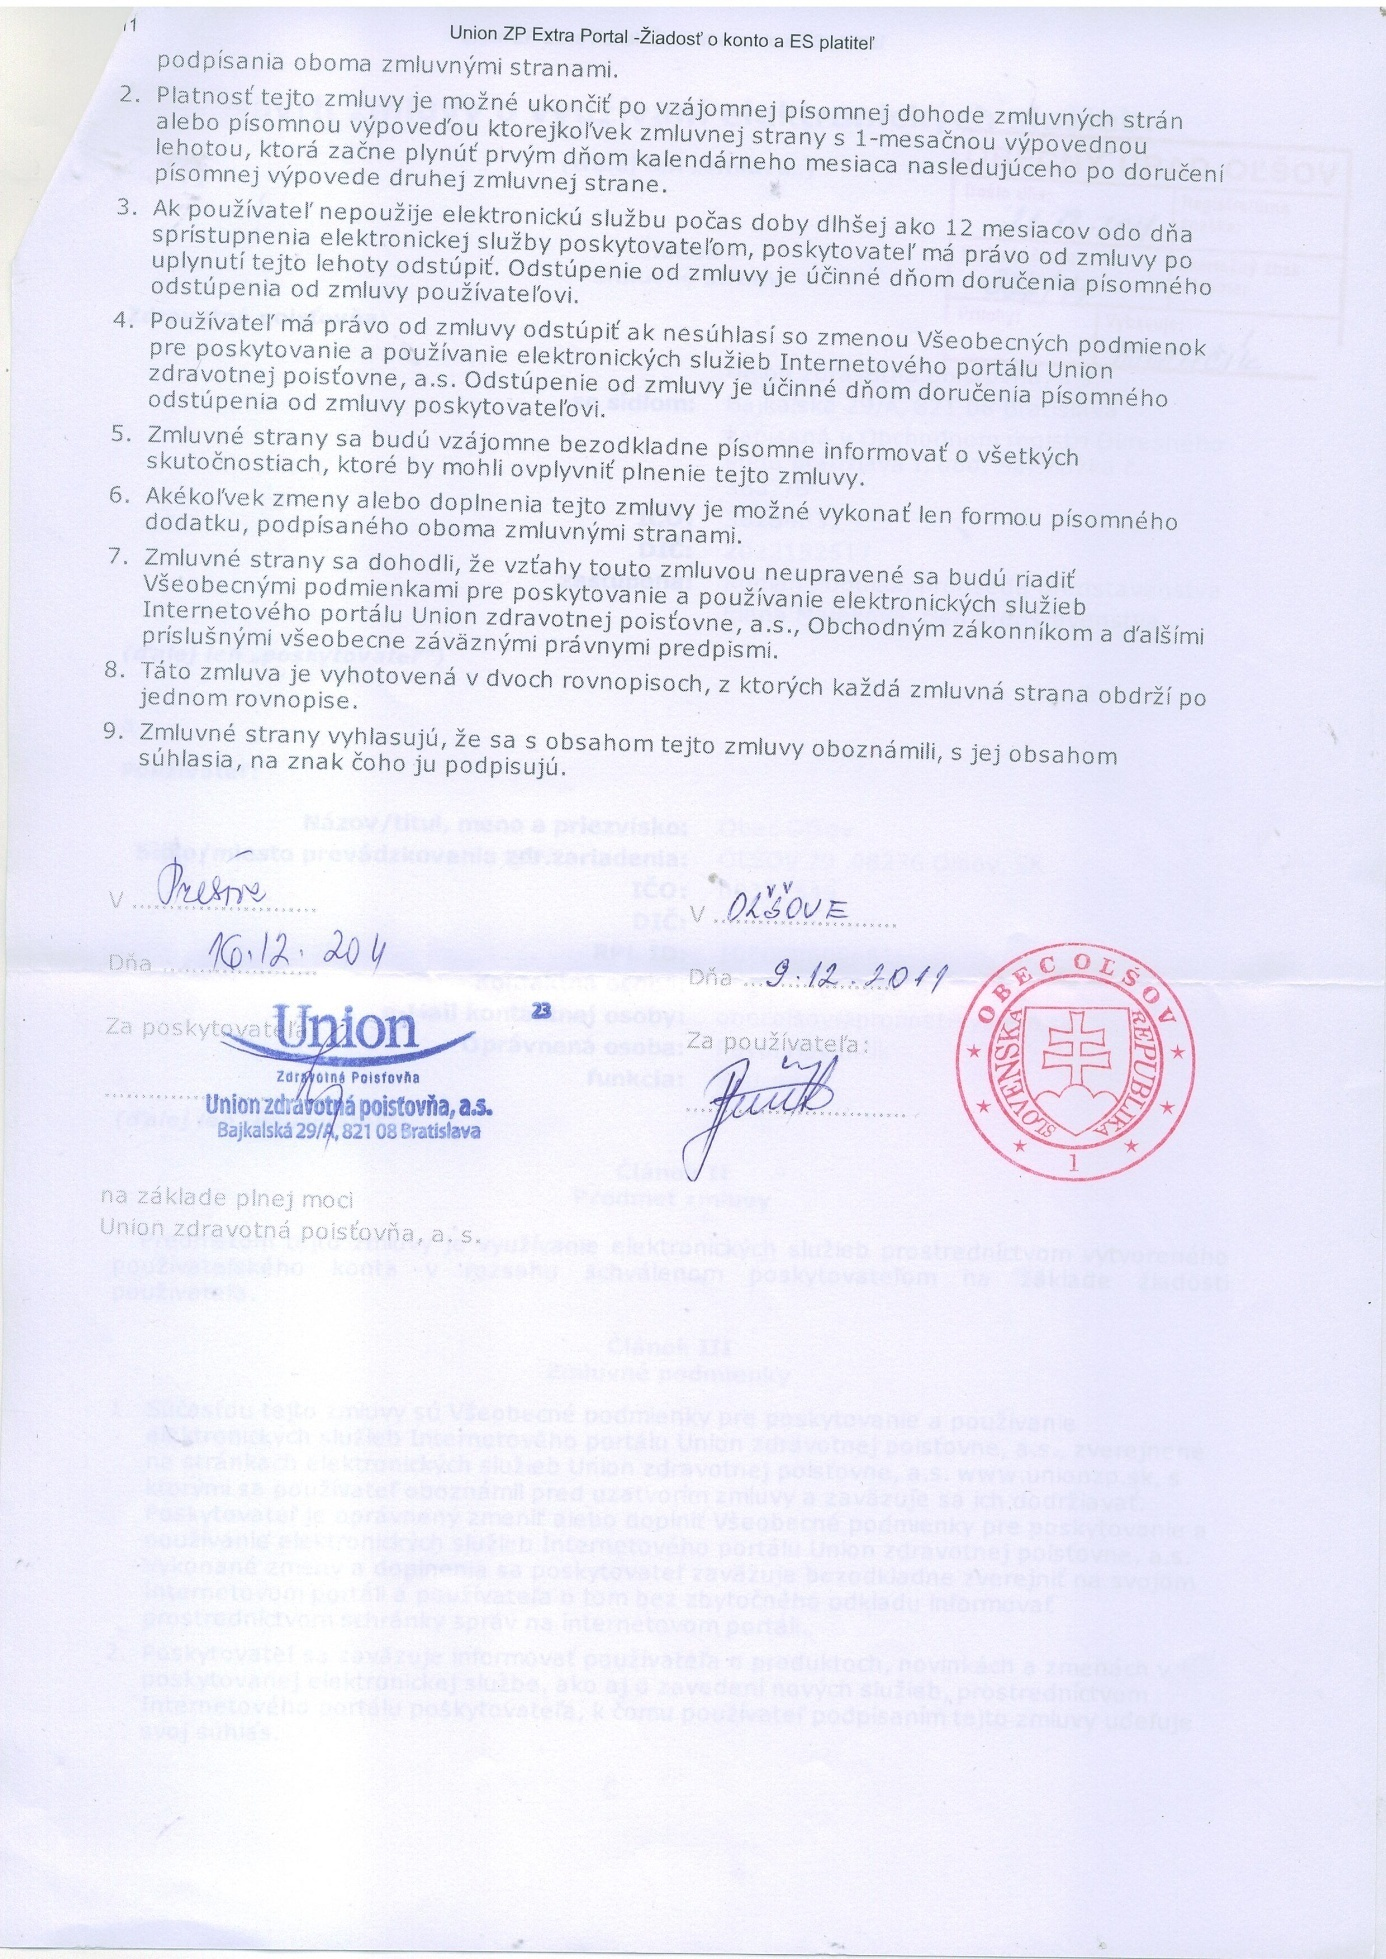 11
Union ZP Extra Portal -Žiadosť o konto a ES platiteľ
podpísania oboma zmluvnými stranami.
2. Platnosť tejto zmluvy je možné ukončiť po vzájomnej písomnej dohode zmluvných strán
alebo písomnou výpoveďou ktorejkoľvek zmluvnej strany s 1-mesačnou výpovednou
lehotou, ktorá začne plynúť prvým dňom kalendárneho mesiaca nasledujúceho po doručení
písomnej výpovede druhej zmluvnej strane.
3. Ak používateľ nepoužije elektronickú službu počas doby dlhšej ako 12 mesiacov odo dňa
sprístupnenia elektronickej služby poskytovateľom, poskytovateľ má právo od zmluvy po
uplynutí tejto lehoty odstúpiť. Odstúpenie od zmluvy je účinné dňom doručenia písomného
odstúpenia od zmluvy používateľovi.
4. Používateľ má právo od zmluvy odstúpiť ak nesúhlasí so zmenou Všeobecných podmienok
pre poskytovanie a používanie elektronických služieb Internetového portálu Union
zdravotnej poisťovne, a.s. Odstúpenie od zmluvy je účinné dňom doručenia písomného
odstúpenia od zmluvy poskytovateľovi.
5. Zmluvné strany sa budú vzájomne bezodkladne písomne informovať o všetkých
skutočnostiach, ktoré by mohli ovplyvniť plnenie tejto zmluvy.
6. Akékoľvek zmeny alebo doplnenia tejto zmluvy je možné vykonať len formou písomného
dodatku, podpísaného oboma zmluvnými stranami.
7. Zmluvné strany sa dohodli, že vzťahy touto zmluvou neupravené sa budú riadiť
Všeobecnými podmienkami pre poskytovanie a používanie elektronických služieb
Internetového portálu Union zdravotnej poisťovne, a.s., Obchodným zákonníkom a ďalšími
príslušnými všeobecne záväznými právnymi predpismi.
8. Táto zmluva je vyhotovená v dvoch rovnopisoch, z ktorých každá zmluvná strana obdrží po
jednom rovnopise.
9. Zmluvné strany vyhlasujú, že sa s obsahom tejto zmluvy oboznámili, s jej obsahom
súhlasia, na znak čoho ju podpisujú.
V Prešove
V OĽŠOVE
Dňa 16.12.2011
Dňa 9.12.2011
OBEC OĽŠOV
SLOVENSKÁ REPUBLIKA
1
Za poskytovateľa
Union 23
Zdravotná Poisťovňa
Union zdravotná poisťovňa, a.s.
Bajkalská 29/A, 821 08 Bratislava
Za používateľa:
na základe plnej moci
Union zdravotná poisťovňa, a. s.